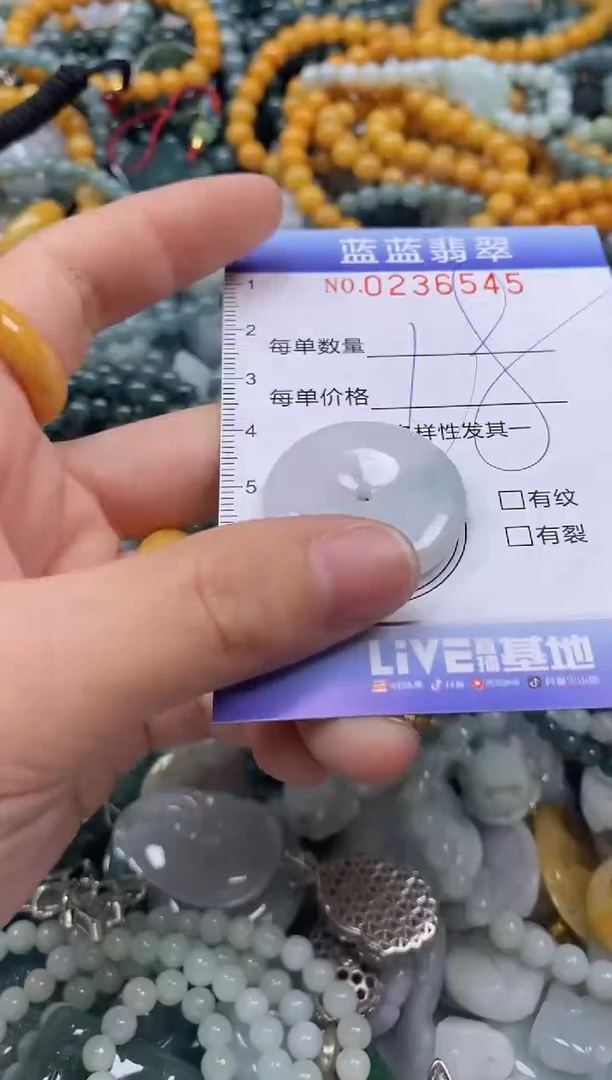 蓝蓝翡翠
NO.0236545
1
2
每单数量
3
每单价格
4
样性发其一
5
□有纹
□有裂
LiVE 基地